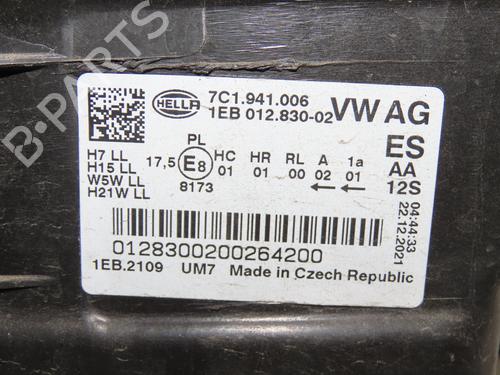 HELLA
7C1.941.006
1EB 012.830-02
VW AG
ES
AA
12S
H7 LL
H15 LL
W5W LL
H21W LL
PL
17,5 E8
8173
HC HR RL A 1a
01 01 00 02 01
04:44:33
22.12.2021
01283002002642​00
1EB.2109 UM7 Made in Czech Republic
B-PARTS